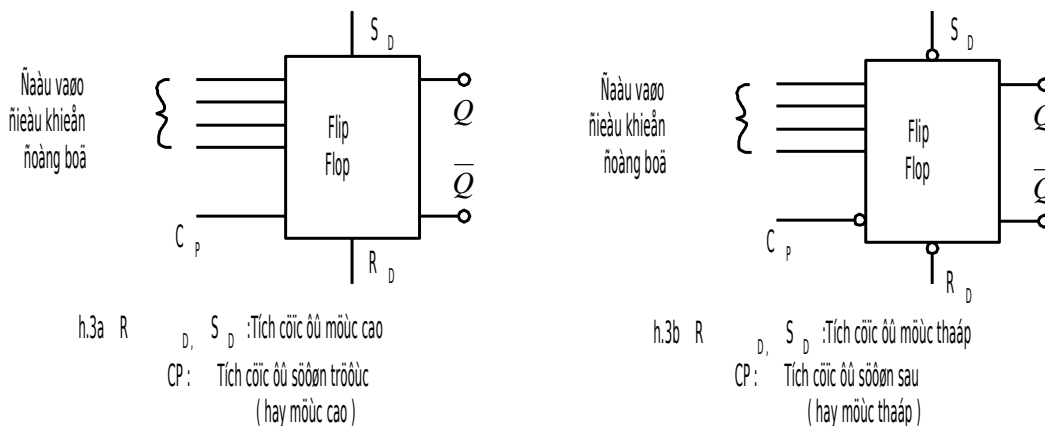 S D
Ñaàu vaøo
ñieàu khieån
ñoàng boä
Flip
Flop
Q
Q̅
C P
R D
h.3a R D, S D :Tích cöïc ôû möùc cao
CP : Tích cöïc ôû söôøn tröôùc
( hay möùc cao )
S D
Ñaàu vaøo
ñieàu khieån
ñoàng boä
Flip
Flop
Q
Q̅
C P
R D
h.3b R D, S D :Tích cöïc ôû möùc thaáp
CP : Tích cöïc ôû söôøn sau
( hay möùc thaáp )